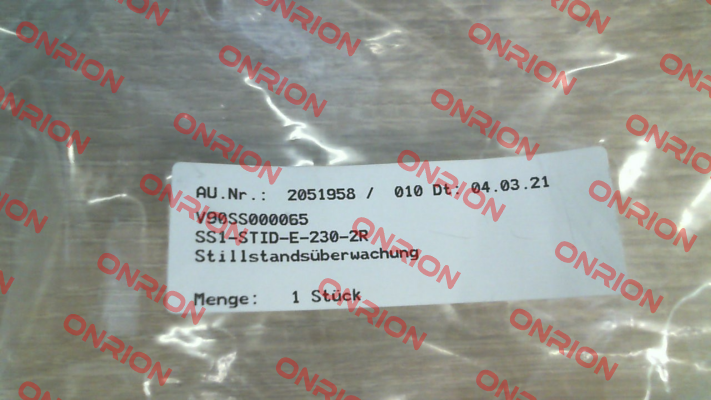 AU.Nr.: 2051958 / 010 Dt: 04.03.21
V90SS000065
SS1-STID-E-230-2R
Stillstandsüberwachung
Menge: 1 Stück
ONRION